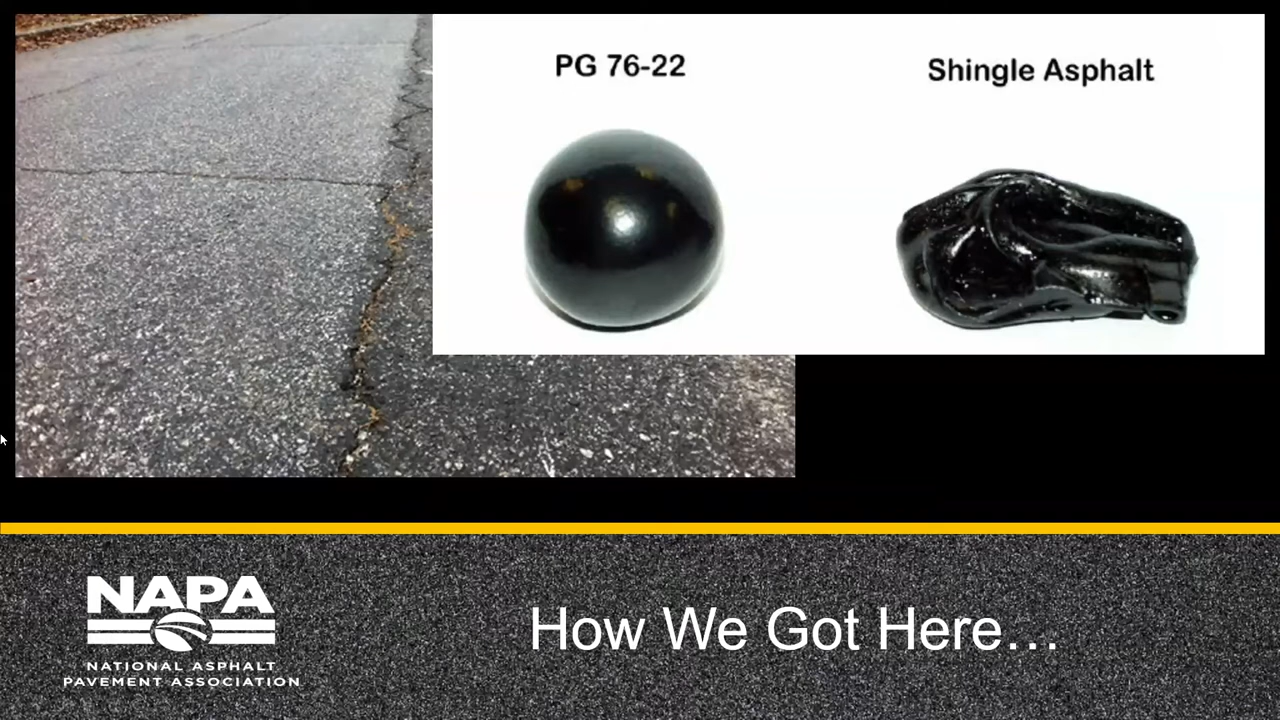 PG 76-22
Shingle Asphalt
NAPA
NATIONAL ASPHALT
PAVEMENT ASSOCIATION
How We Got Here…